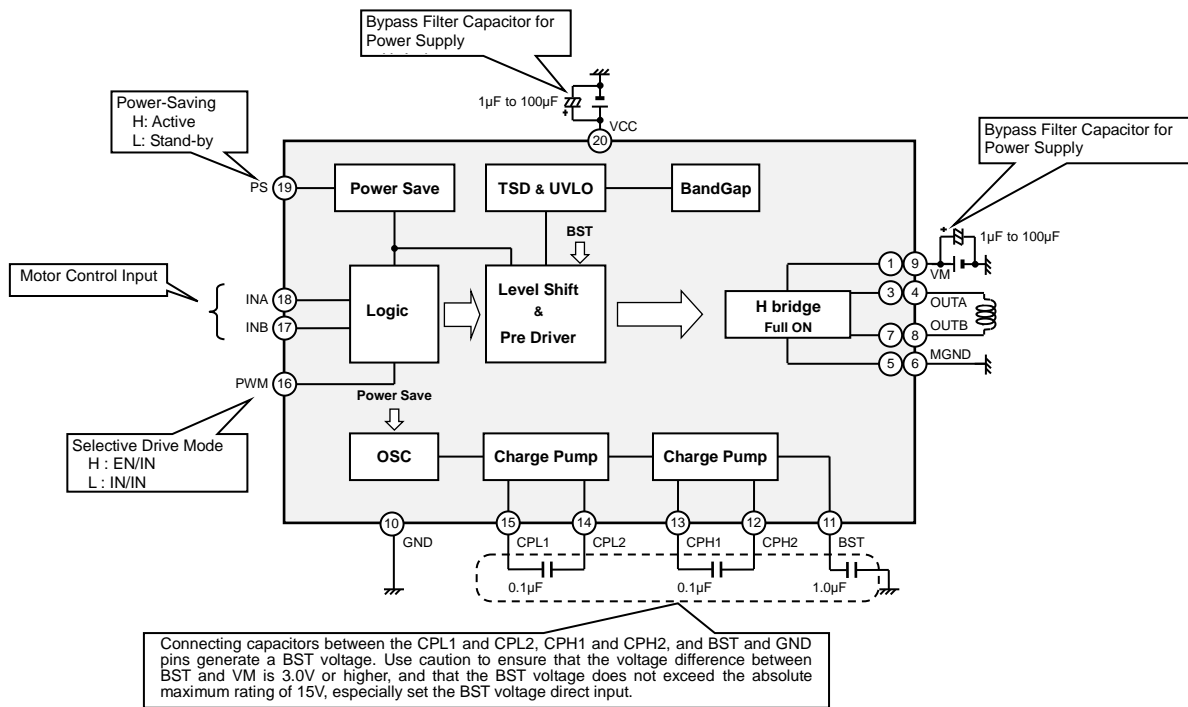 Bypass Filter Capacitor for
Power Supply
1µF to 100µF
+
VCC
20
Power-Saving
H: Active
L: Stand-by
Bypass Filter Capacitor for
Power Supply
PS 19
Power Save
TSD & UVLO
BandGap
BST
+
1µF to 100µF
1 9
VM
Motor Control Input
INA 18
INB 17
Logic
Level Shift
&
Pre Driver
H bridge
Full ON
3 4
OUTA
OUTB
7 8
MGND
5 6
PWM 16
Power Save
Selective Drive Mode
H : EN/IN
L : IN/IN
OSC
Charge Pump
Charge Pump
10 15 14 13 12 11
GND CPL1 CPL2 CPH1 CPH2 BST
0.1µF 0.1µF 1.0µF
Connecting capacitors between the CPL1 and CPL2, CPH1 and CPH2, and BST and GND
pins generate a BST voltage. Use caution to ensure that the voltage difference between
BST and VM is 3.0V or higher, and that the BST voltage does not exceed the absolute
maximum rating of 15V, especially set the BST voltage direct input.